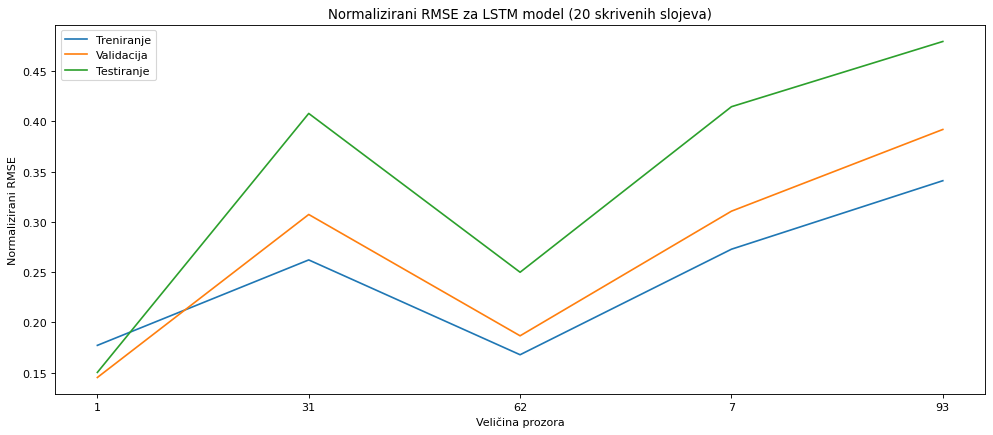 Normalizirani RMSE za LSTM model (20 skrivenih slojeva)
Treniranje
Validacija
Testiranje
Normalizirani RMSE
0.45
0.40
0.35
0.30
0.25
0.20
0.15
1 31 62 7 93
Veličina prozora